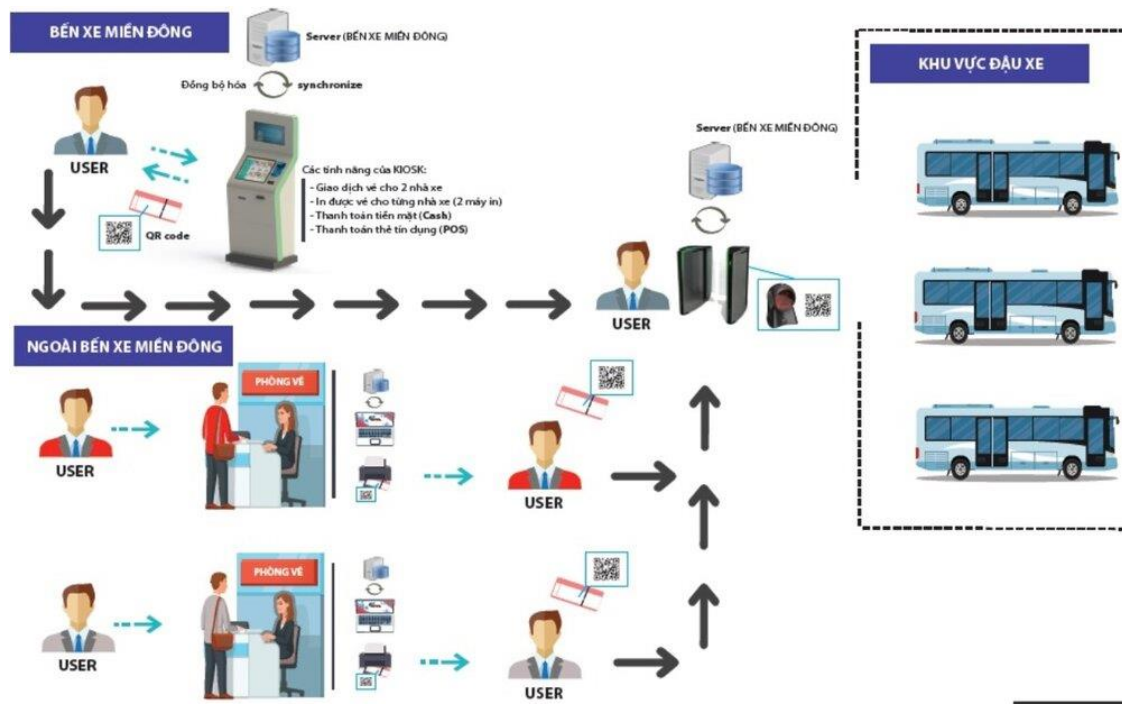 BẾN XE MIỀN ĐÔNG
Server (BẾN XE MIỀN ĐÔNG)
Đồng bộ hóa
synchronize
USER
QR code
Các tính năng của KIOSK:
- Giao dịch vé cho 2 nhà xe
- In được vé cho từng nhà xe (2 máy in)
- Thanh toán tiền mặt (Cash)
- Thanh toán thẻ tín dụng (POS)
Server (BẾN XE MIỀN ĐÔNG)
USER
KHU VỰC ĐẬU XE
NGOÀI BẾN XE MIỀN ĐÔNG
USER
PHÒNG VÉ
USER
USER
PHÒNG VÉ
USER